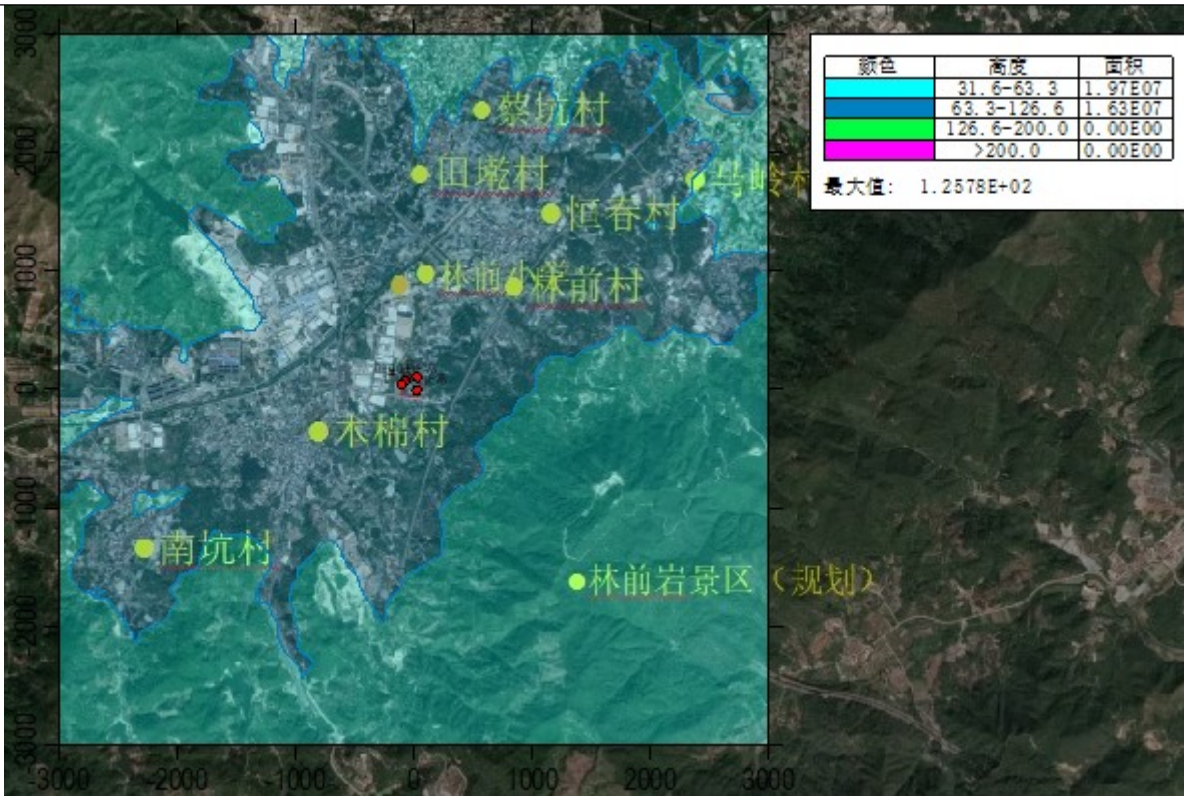 颜色 高度 面积
31.6-63.3 1.97E07
63.3-126.6 1.63E07
126.6-200.0 0.00E00
>200.0 0.00E00
最大值: 1.2578E+02
3000
2000
1000
0
-1000
-2000
-3000
蔡坑村
田墩村
马岭村
恒春村
林前小学
林前村
木棉村
南坑村
林前岩景区（规划）
-3000 -2000 -1000 0 1000 2000 3000